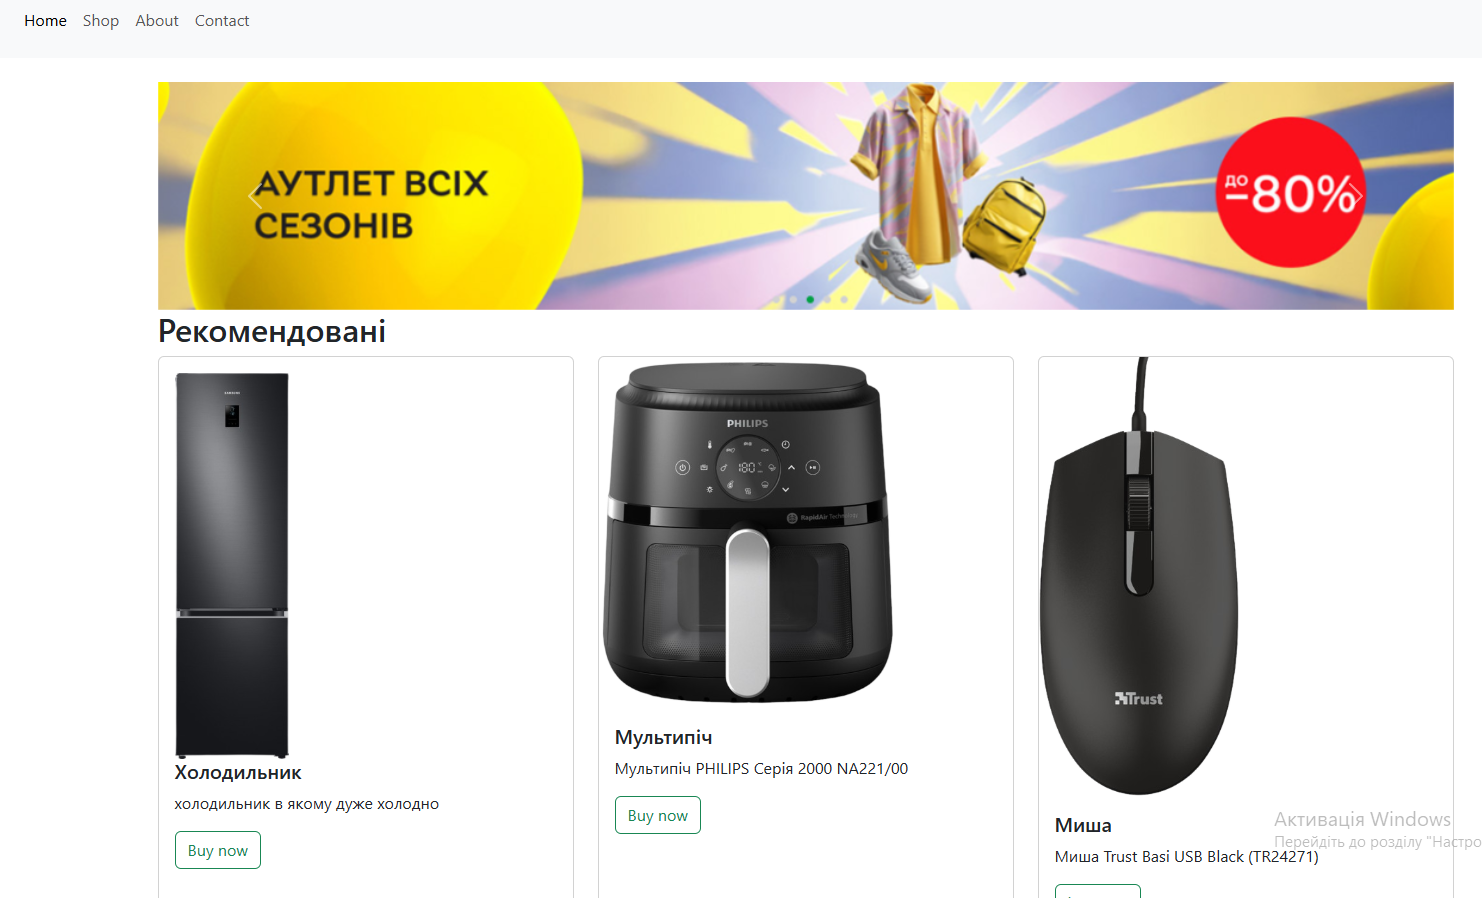 Home Shop About Contact
АУТЛЕТ ВСІХ
СЕЗОНІВ
ДО
–80%
Рекомендовані
SAMSUNG
PHILIPS
180
RapidAir Technology
Trust
Холодильник
холодильник в якому дуже холодно
Buy now
Мультипіч
Мультипіч PHILIPS Серія 2000 NA221/00
Buy now
Миша
Миша Trust Basi USB Black (TR24271)
Активація Windows
Перейдіть до розділу "Настро